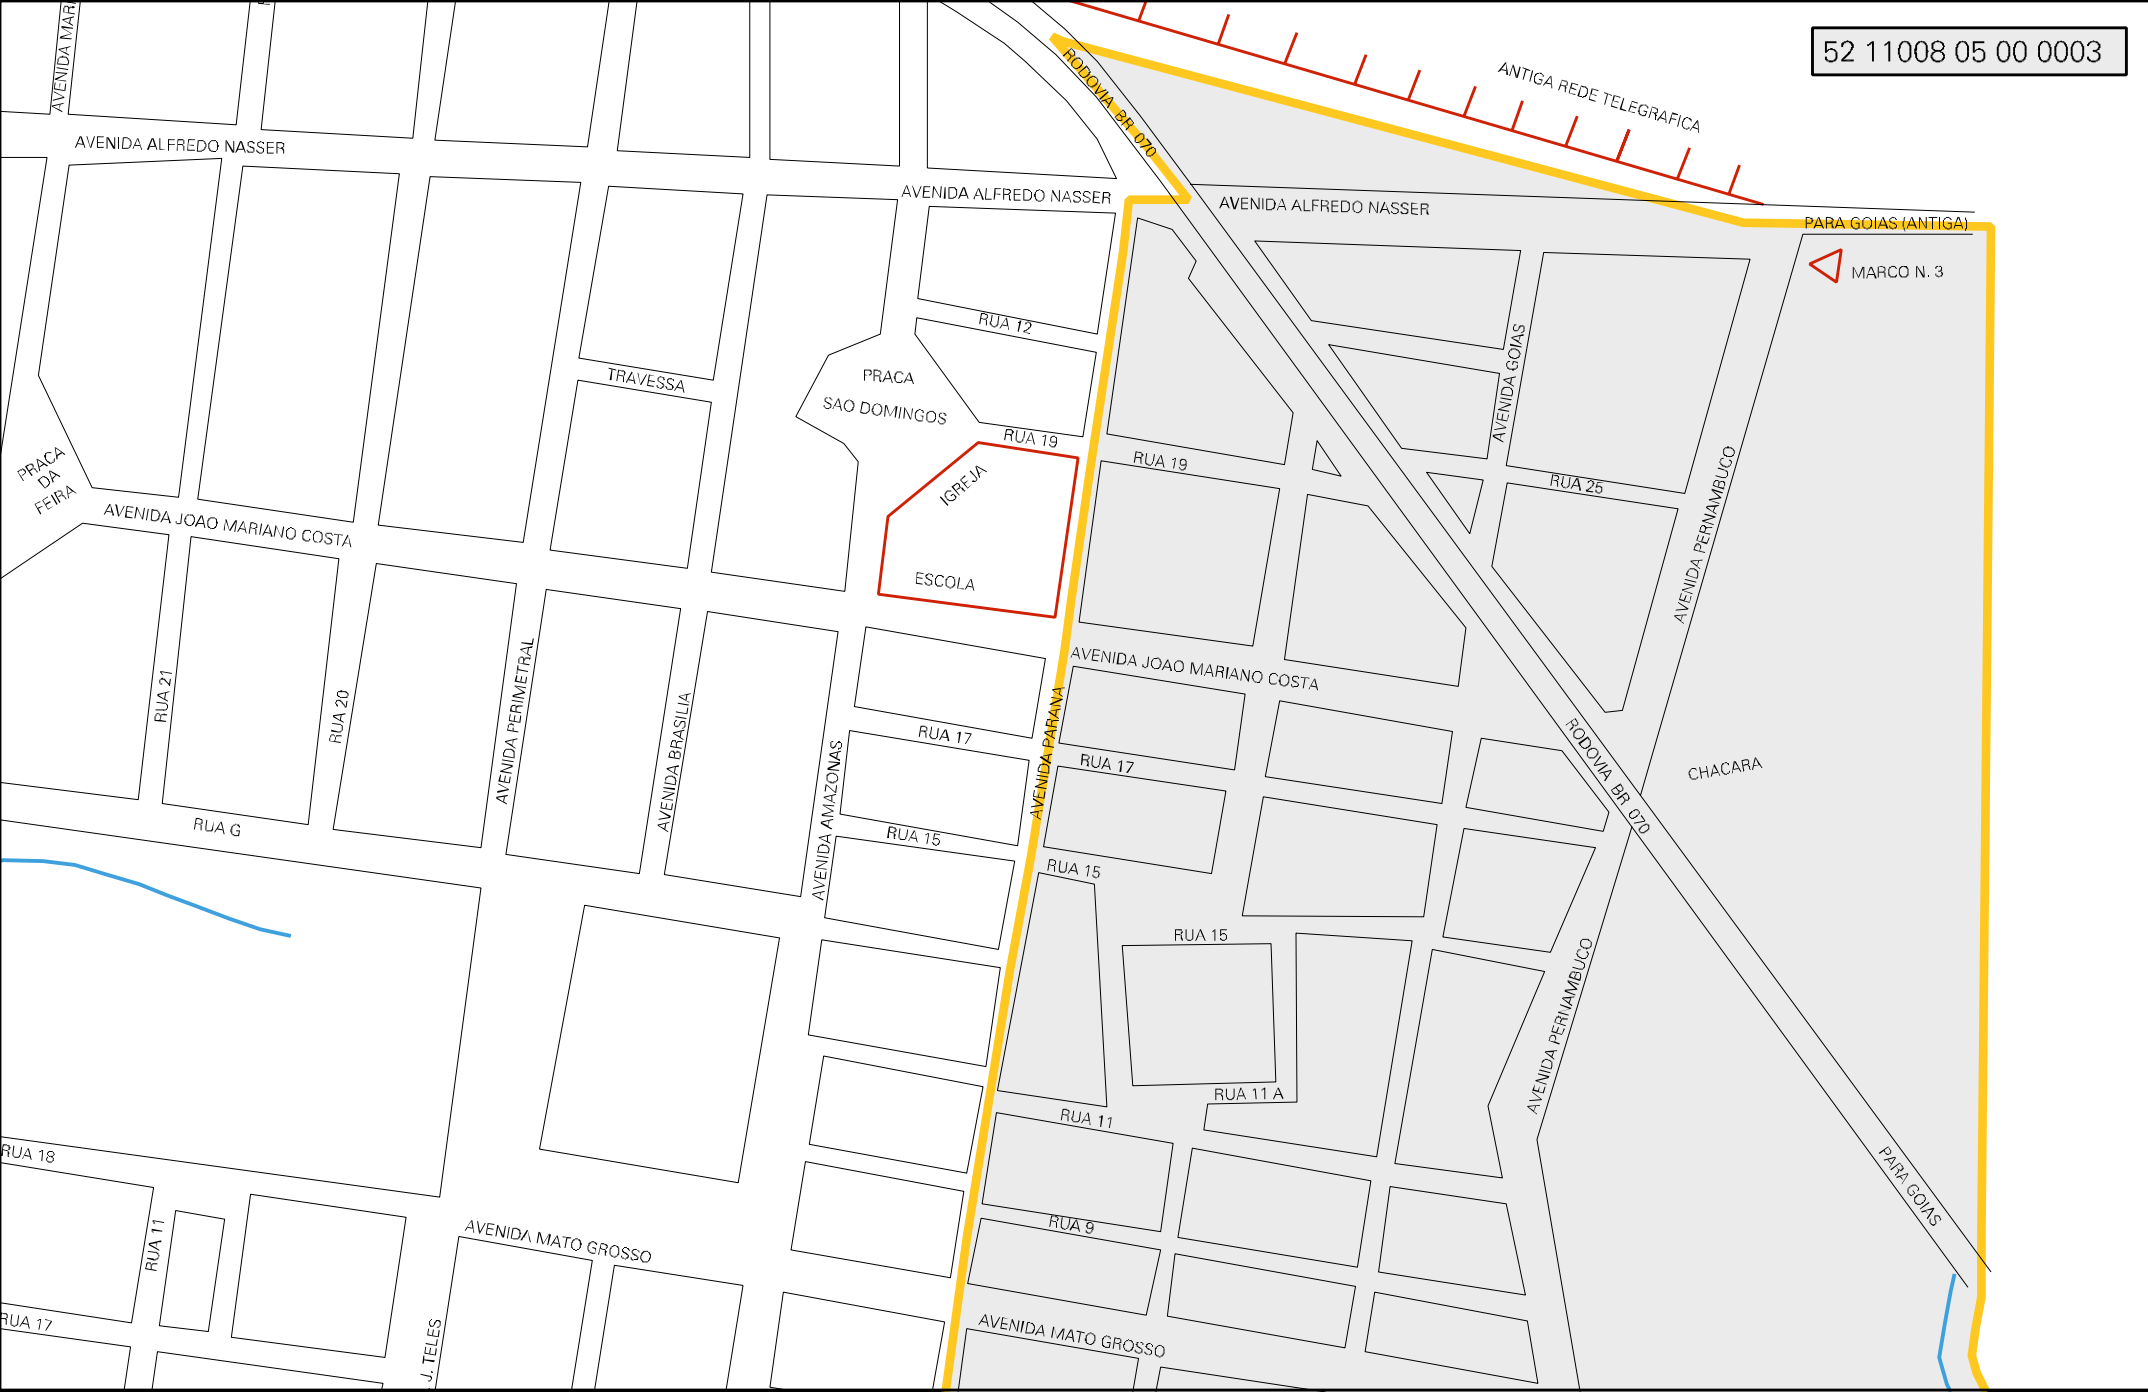 52 11008 05 00 0003
AVENIDA MARI
ANTIGA REDE TELEGRAFICA
RODOVIA BR 070
AVENIDA ALFREDO NASSER
AVENIDA ALFREDO NASSER
AVENIDA ALFREDO NASSER
PARA GOIAS (ANTIGA)
MARCO N. 3
RUA 12
TRAVESSA
PRACA
SAO DOMINGOS
AVENIDA GOIAS
RUA 19
RUA 19
PRACA
DA
FEIRA
IGREJA
RUA 25
AVENIDA PERNAMBUCO
AVENIDA JOAO MARIANO COSTA
ESCOLA
AVENIDA JOAO MARIANO COSTA
RUA 21
RUA 20
AVENIDA PERIMETRAL
AVENIDA BRASILIA
AVENIDA AMAZONAS
AVENIDA PARANA
RUA 17
RUA 17
RODOVIA BR 070
CHACARA
RUA G
RUA 15
RUA 15
RUA 15
AVENIDA PERNAMBUCO
RUA 11 A
RUA 11
RUA 18
PARA GOIAS
RUA 11
AVENIDA MATO GROSSO
RUA 9
RUA 17
J. TELES
AVENIDA MATO GROSSO